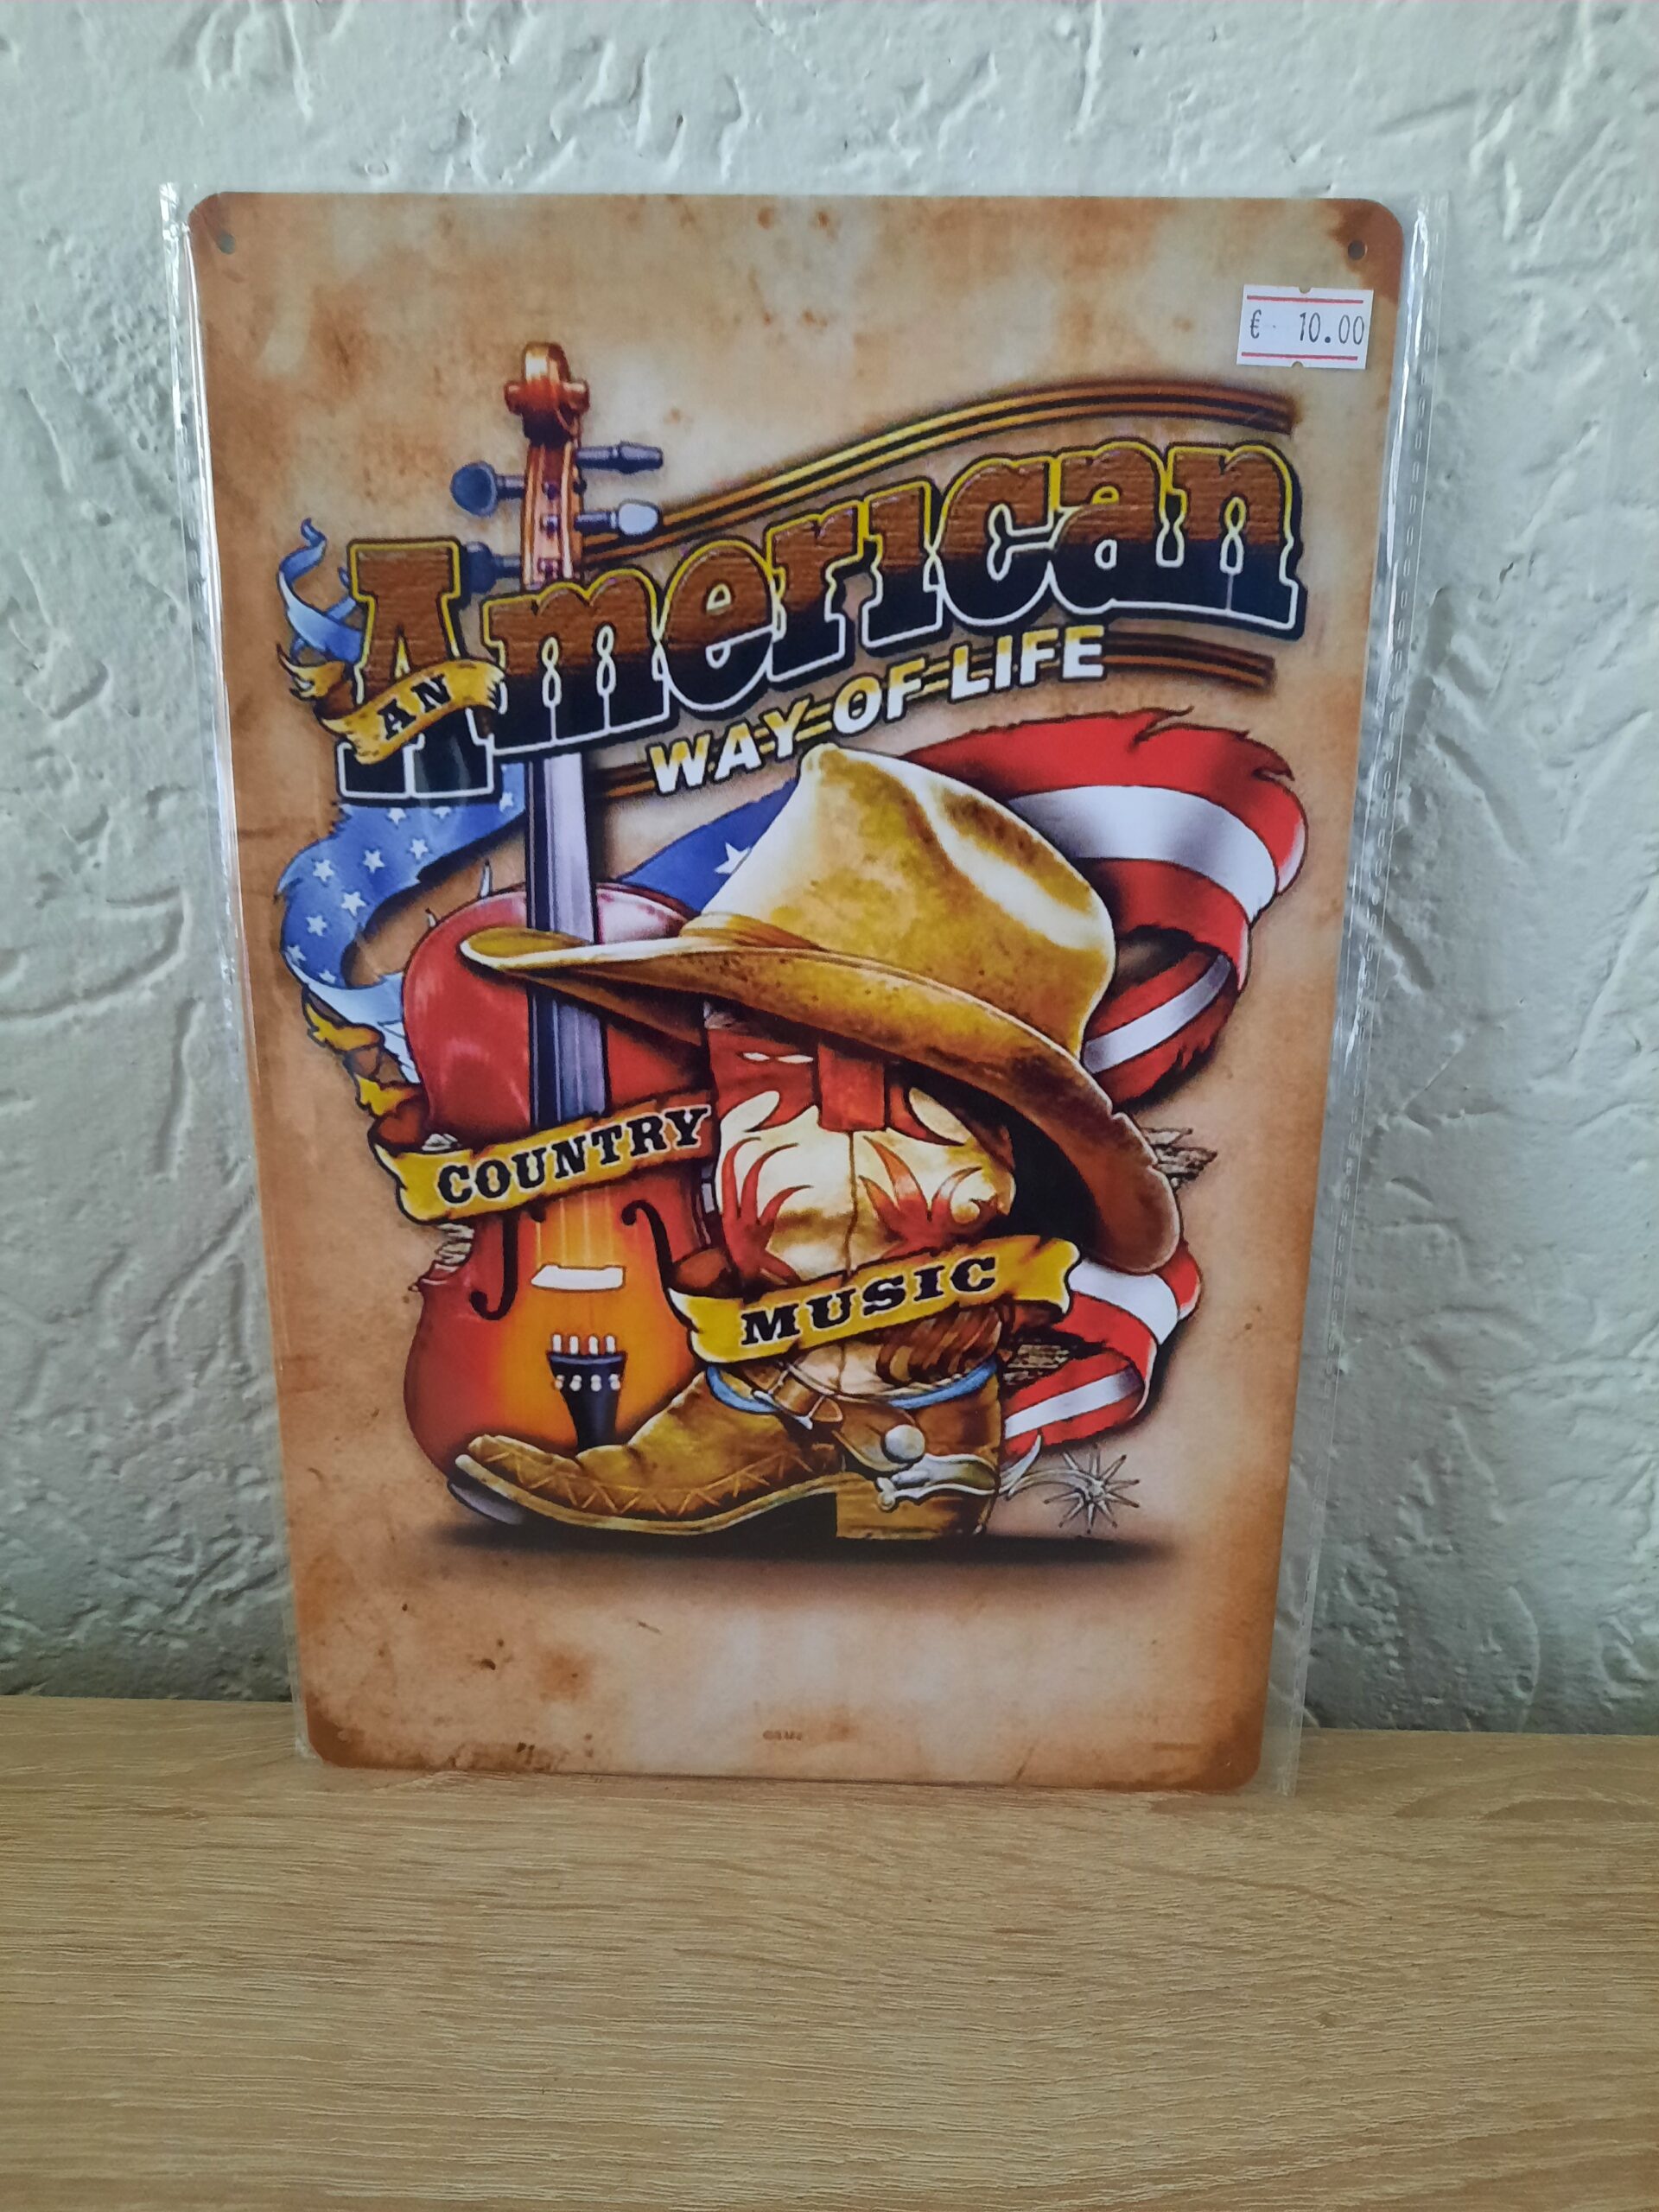 € 10.00
AN
American
WAY OF LIFE
COUNTRY
MUSIC